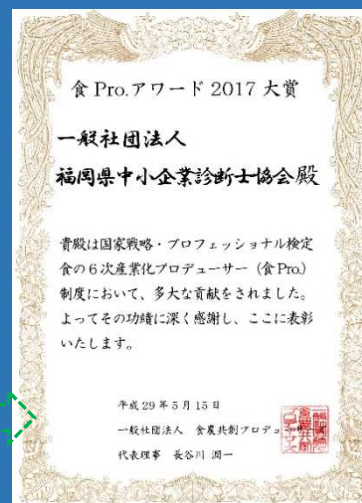 食 Pro.アワード 2017 大賞
一般社団法人
福岡県中小企業診断士協会殿
貴殿は国家戦略・プロフェッショナル検定
食の6次産業化プロデューサー（食Pro.）
制度において、多大な貢献をされました。
よってその功績に深く感謝し、ここに表彰
いたします。
平成 29 年 5 月 15 日
一般社団法人　食農共創プロデュ
代表理事　長谷川 潤一